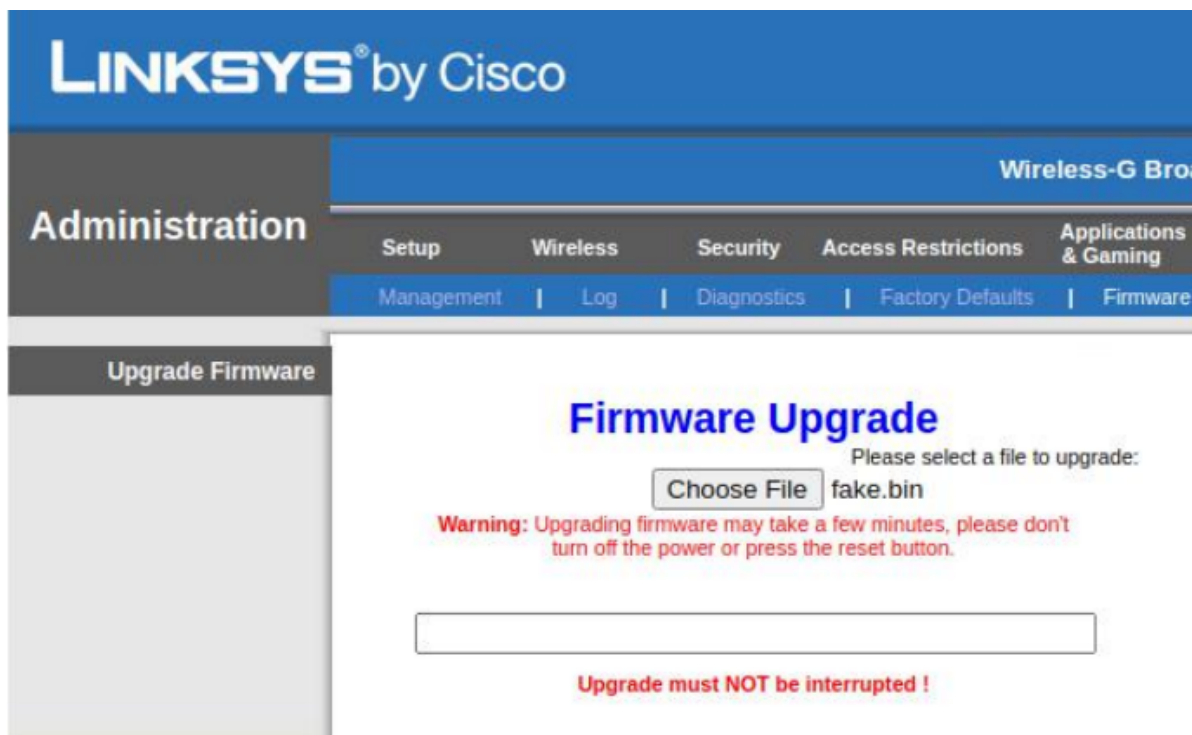 LINKSYS® by Cisco
Wireless-G
Administration
Setup Wireless Security Access Restrictions Applications & Gaming
Management | Log | Diagnostics | Factory Defaults | Firmware
Upgrade Firmware
Firmware Upgrade
Please select a file to upgrade:
Choose File fake.bin
Warning: Upgrading firmware may take a few minutes, please don't
turn off the power or press the reset button.
Upgrade must NOT be interrupted !